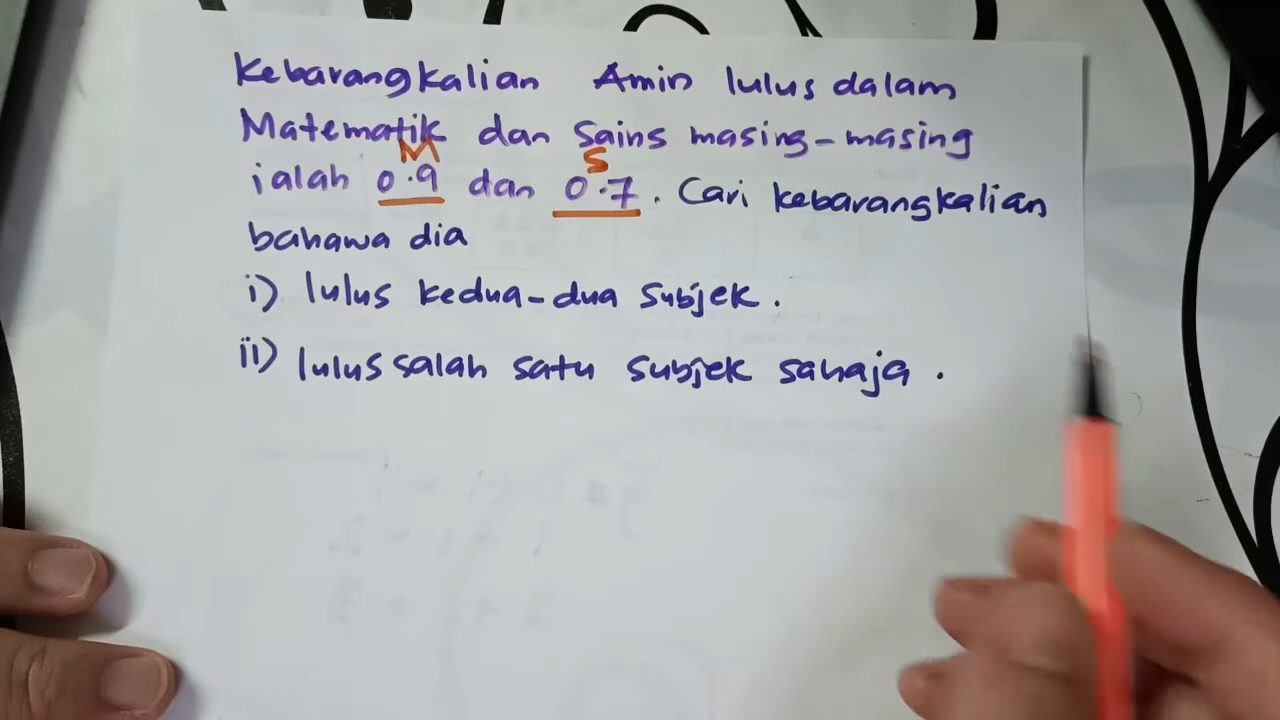 Kebarangkalian Amin lulus dalam
Matematik dan Sains masing-masing
M S
ialah 0.9 dan 0.7. Cari kebarangkalian
bahawa dia
i) lulus kedua-dua subjek.
ii) lulus salah satu subjek sahaja.